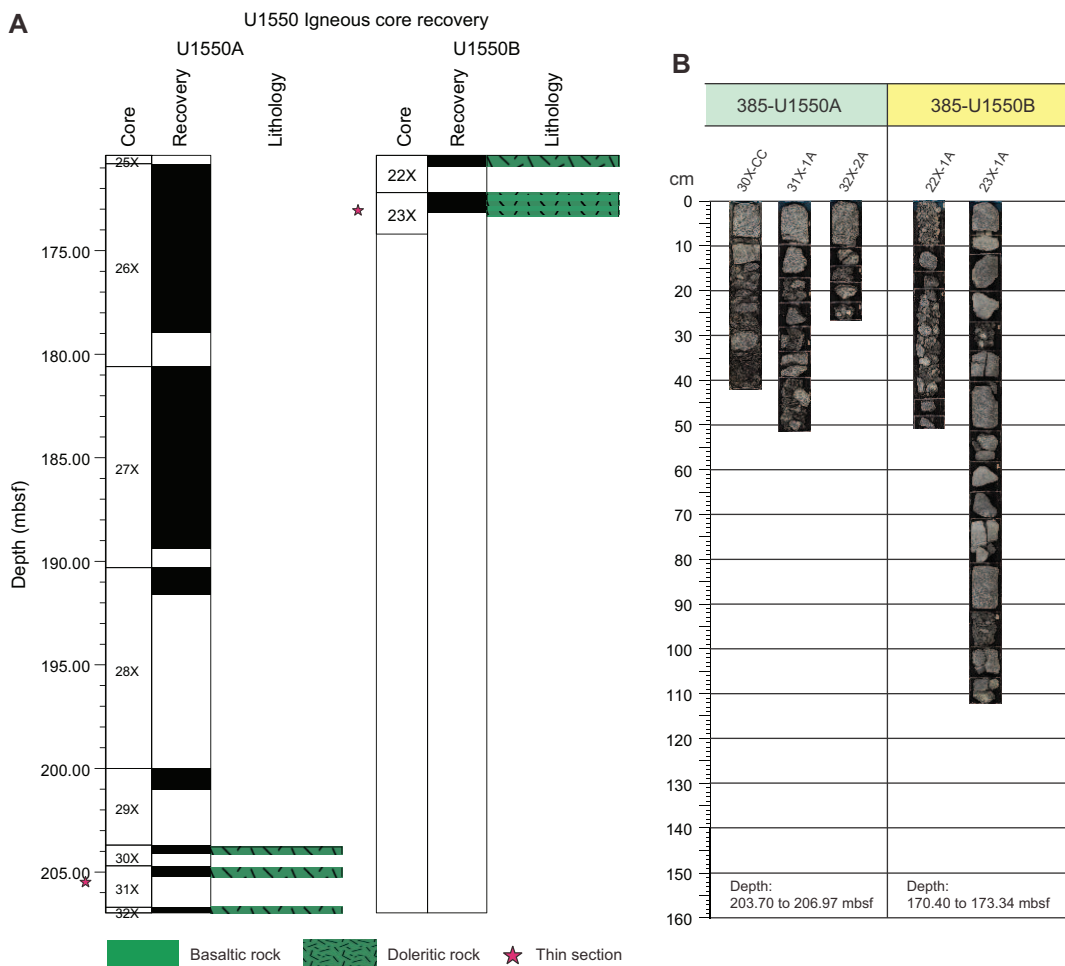 A
U1550 Igneous core recovery
U1550A
U1550B
Core
Recovery
Lithology
Core
Recovery
Lithology
Depth (mbsf)
175.00
180.00
185.00
190.00
195.00
200.00
205.00
25X
26X
27X
28X
29X
30X
31X
32X
22X
23X
Basaltic rock
Doleritic rock
Thin section
B
385-U1550A
385-U1550B
30X-CC
31X-1A
32X-2A
22X-1A
23X-1A
cm
0
10
20
30
40
50
60
70
80
90
100
110
120
130
140
150
160
Depth:
203.70 to 206.97 mbsf
Depth:
170.40 to 173.34 mbsf